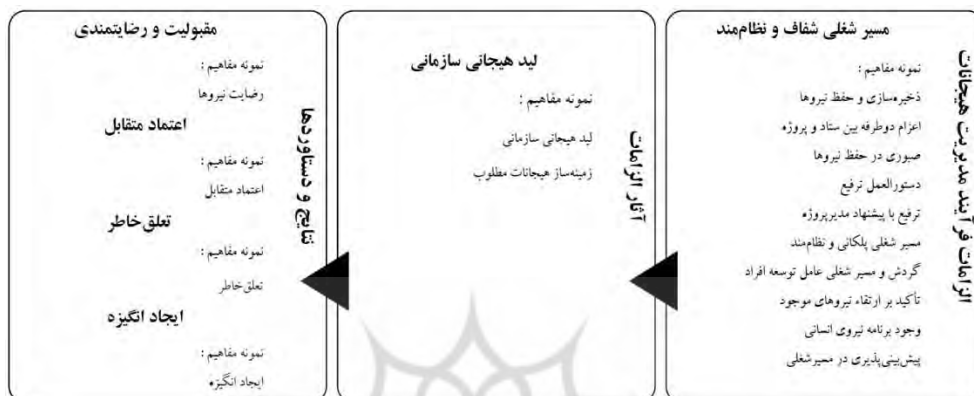 الزامات فرآیند مدیریت هیجانات
مسیر شغلی شفاف و نظام‌مند
نمونه مفاهیم :
ذخیره‌سازی و حفظ نیروها
اعزام دوطرفه بین ستاد و پروژه
صبوری در حفظ نیروها
دستورالعمل ترفیع
ترفیع با پیشنهاد مدیرپروژه
مسیر شغلی پلکانی و نظام‌مند
گردش و مسیر شغلی عامل توسعه افراد
تأکید بر ارتقاء نیروهای موجود
وجود برنامه نیروی انسانی
پیش‌بینی‌پذیری در مسیرشغلی
آثار الزامات
لید هیجانی سازمانی
نمونه مفاهیم :
لید هیجانی سازمانی
زمینه‌ساز هیجانات مطلوب
نتایج و دستاوردها
مقبولیت و رضایتمندی
نمونه مفاهیم :
رضایت نیروها
اعتماد متقابل
نمونه مفاهیم :
اعتماد متقابل
تعلق‌خاطر
نمونه مفاهیم :
تعلق‌خاطر
ایجاد انگیزه
نمونه مفاهیم :
ایجاد انگیزه